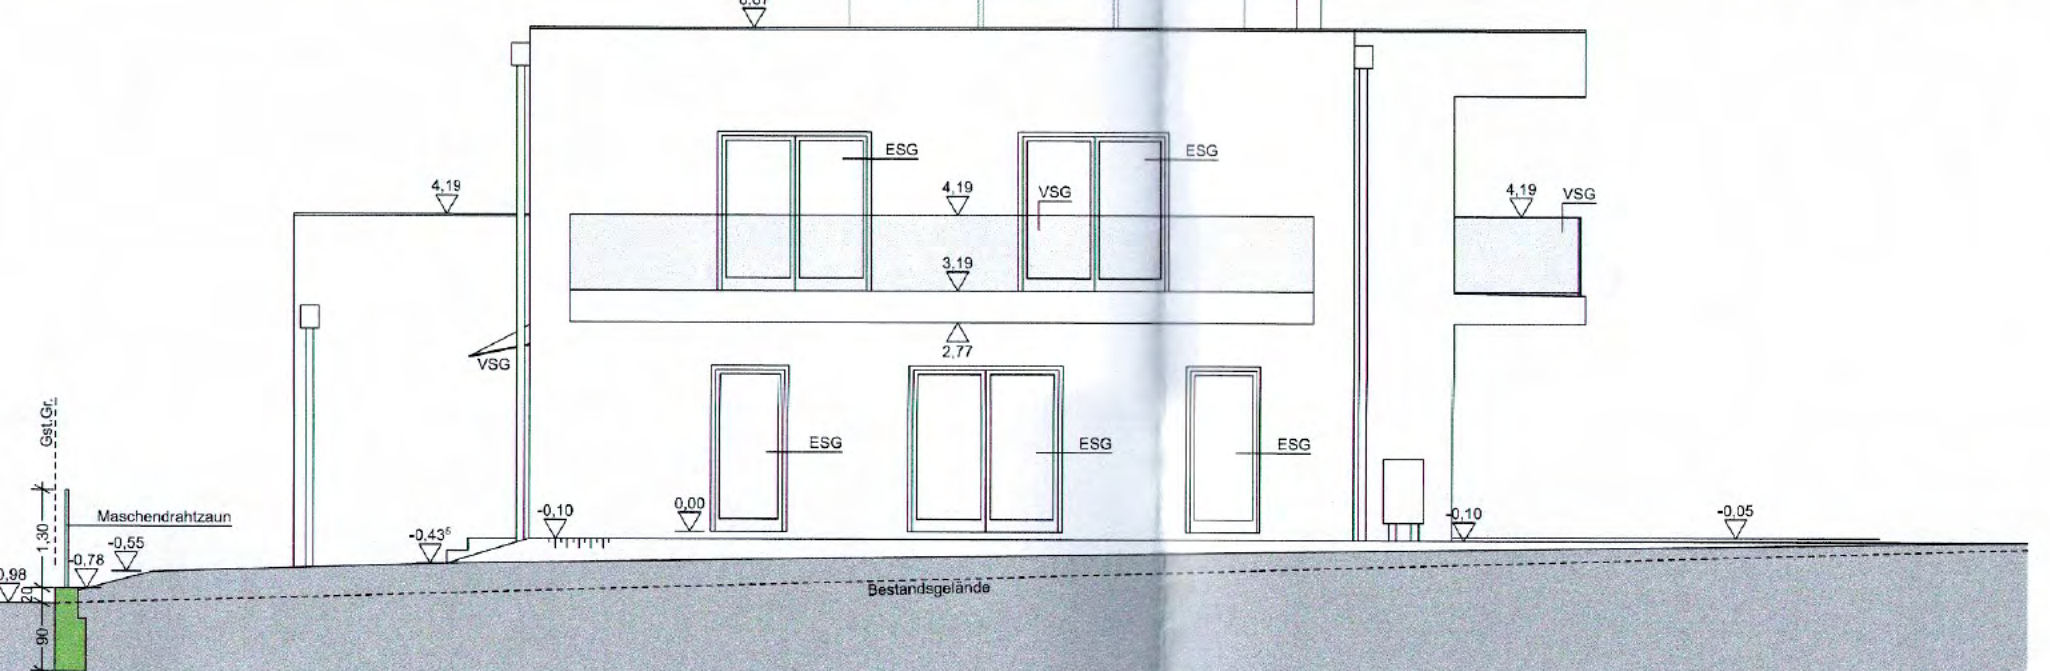 ESG
ESG
4,19
4,19
VSG
4,19
VSG
3,19
2,77
VSG
Gst.Gr.
ESG
ESG
ESG
0,00
-0,10
-0,10
-0,05
Maschendrahtzaun
1,30
-0,43⁵
-0,55
-0,78
0,98
20
Bestandsgelände
90